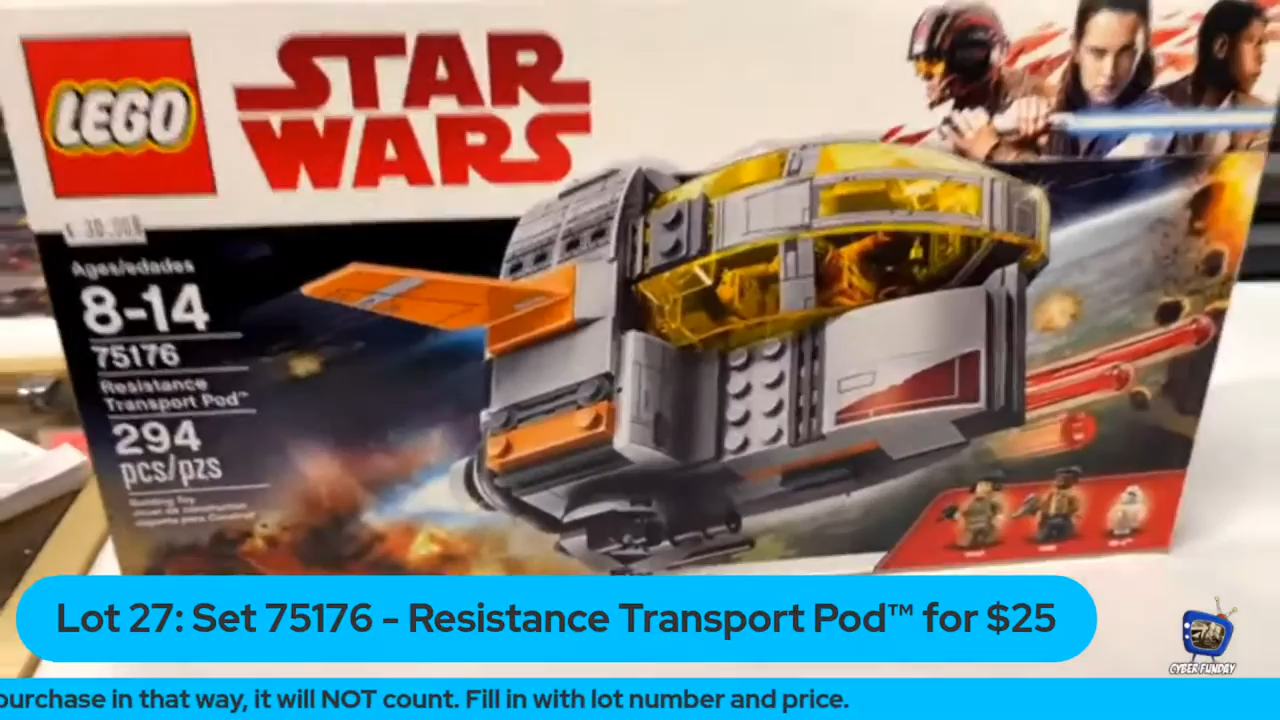 LEGO
STAR
WARS
Ages/edades
8-14
75176
Resistance
Transport Pod™
294
pcs/pzs
Building Toy
Lot 27: Set 75176 - Resistance Transport Pod™ for $25
CYBER FUNDAY
purchase in that way, it will NOT count. Fill in with lot number and price.